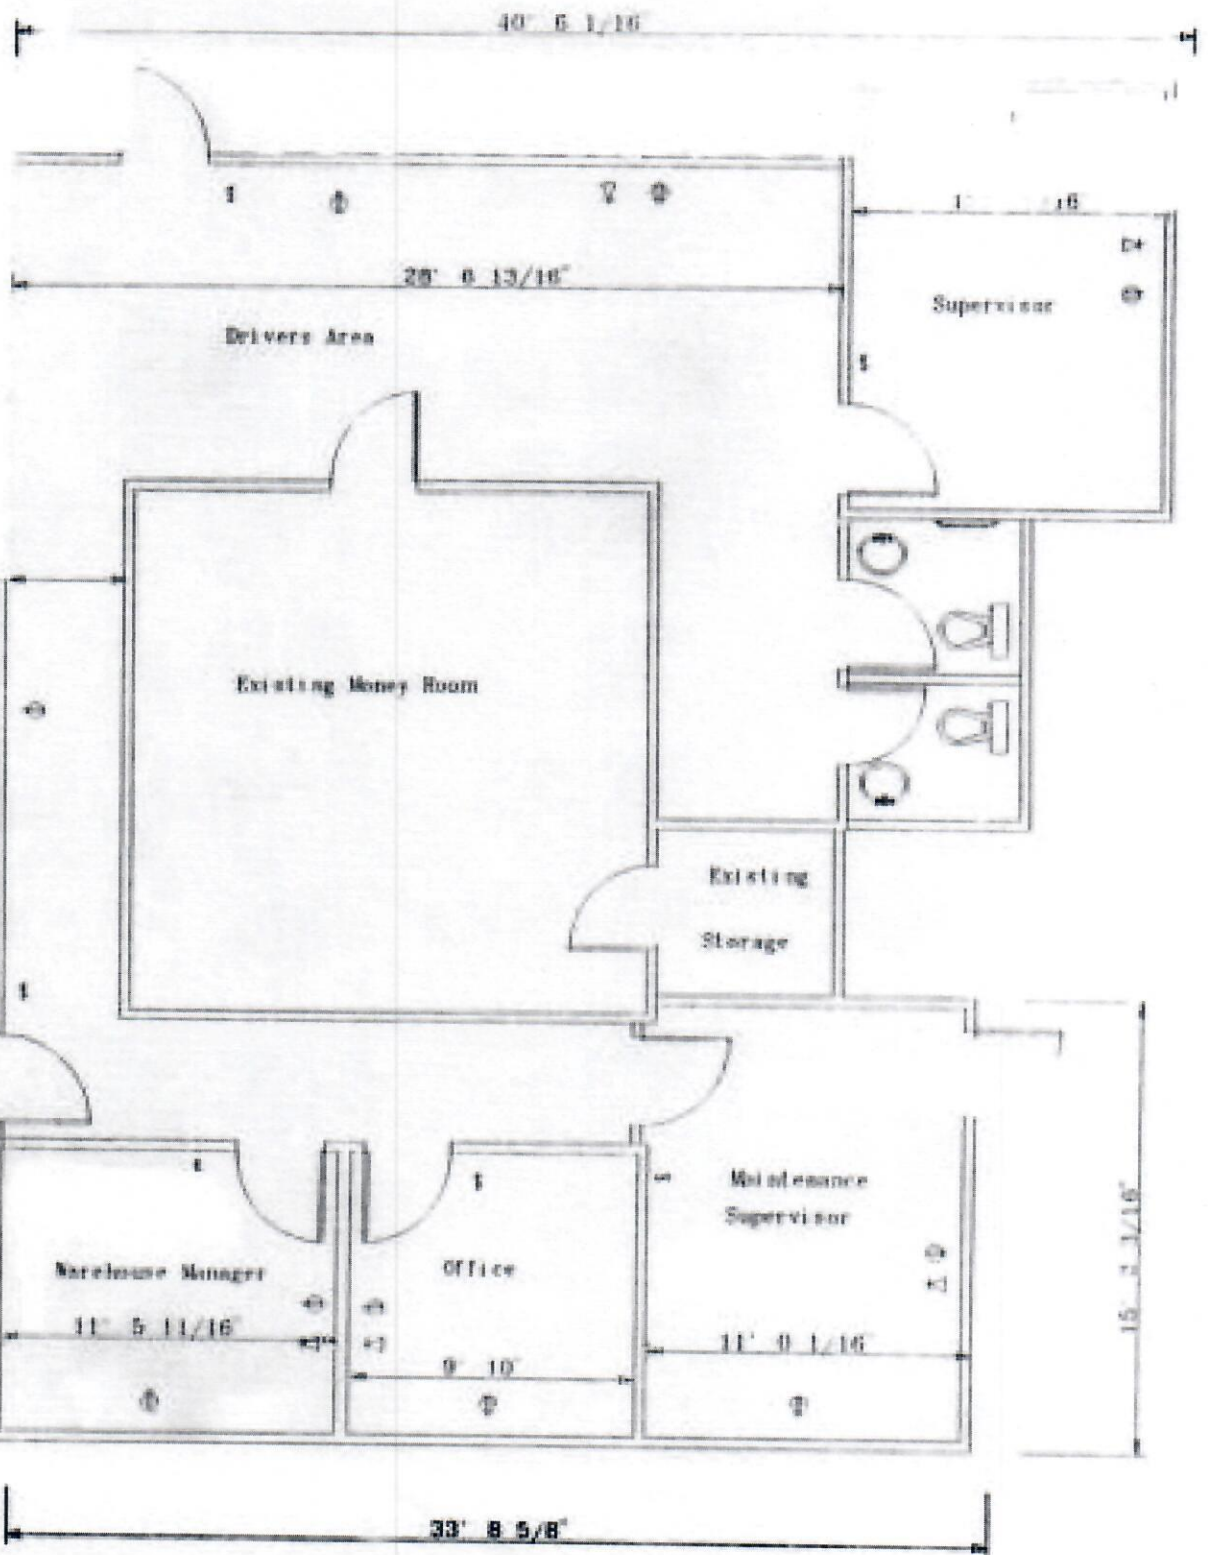 40' 6 1/16"
28' 6 13/16"
Supervisor
Drivers Area
Existing Money Room
Existing
Storage
Maintenance
Supervisor
Warehouse Manager
Office
11' 5 11/16"
9' 10"
11' 0 1/16"
33' 8 5/8"